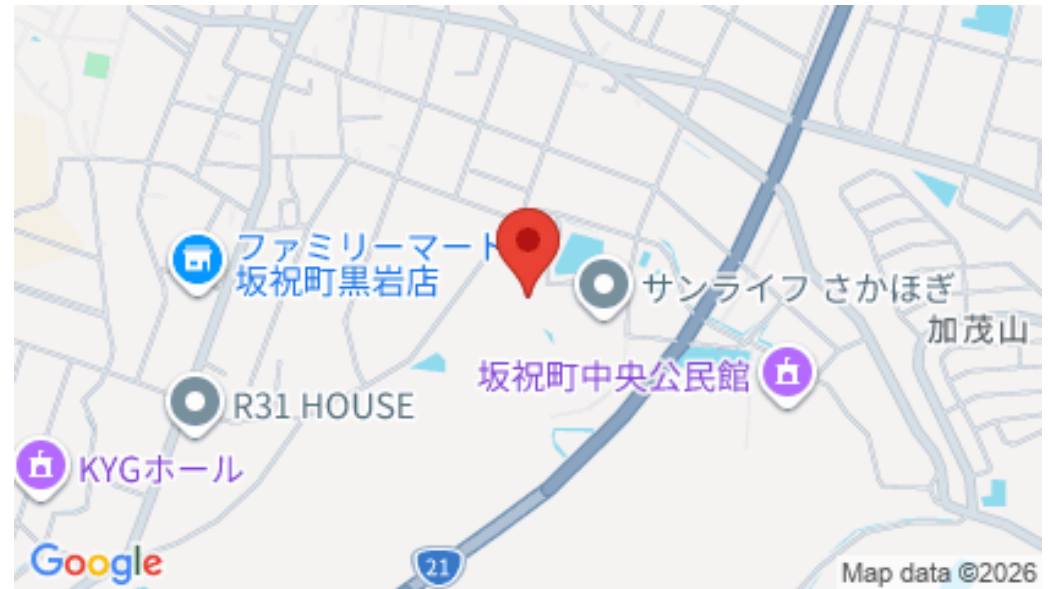 ファミリーマート
坂祝町黒岩店
サンライフ さかほぎ
加茂山
坂祝町中央公民館
R31 HOUSE
KYGホール
21
Google
Map data ©2026